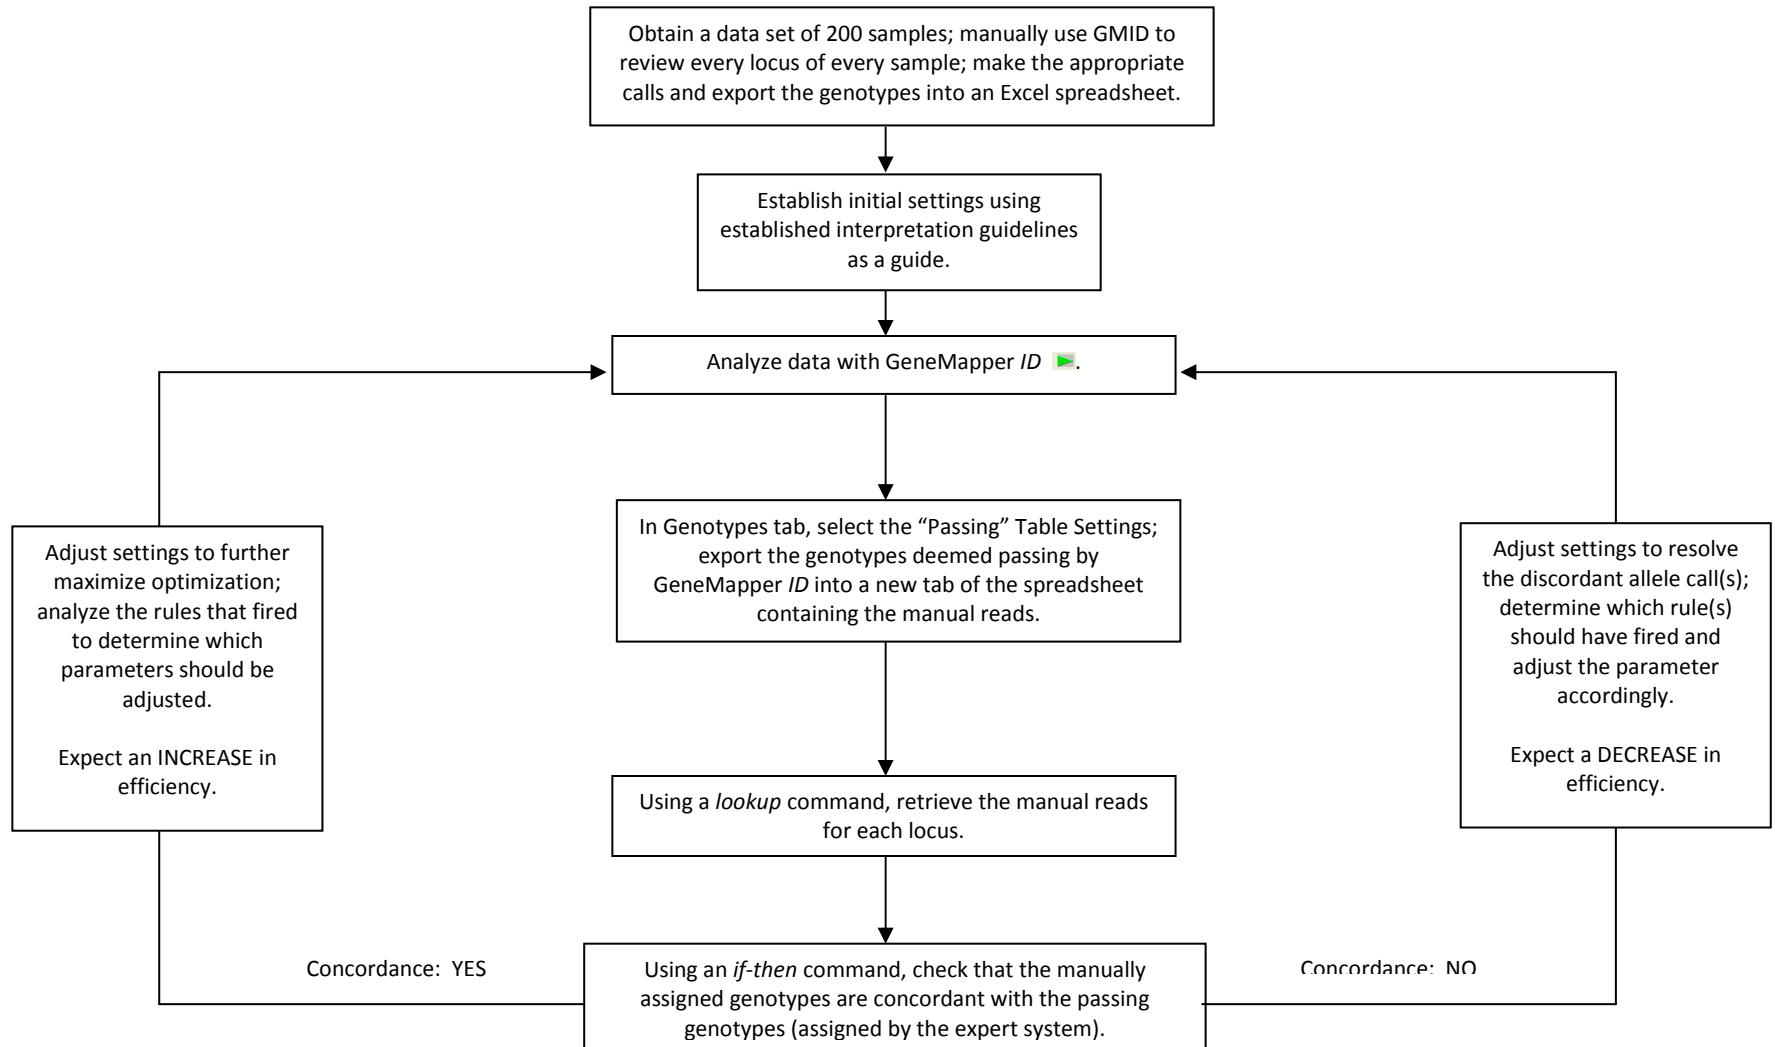 Obtain a data set of 200 samples; manually use GMID to
review every locus of every sample; make the appropriate
calls and export the genotypes into an Excel spreadsheet.
Establish initial settings using
established interpretation guidelines
as a guide.
Analyze data with GeneMapper ID .
In Genotypes tab, select the “Passing” Table Settings;
export the genotypes deemed passing by
GeneMapper ID into a new tab of the spreadsheet
containing the manual reads.
Adjust settings to further
maximize optimization;
analyze the rules that fired
to determine which
parameters should be
adjusted.
Expect an INCREASE in
efficiency.
Adjust settings to resolve
the discordant allele call(s);
determine which rule(s)
should have fired and
adjust the parameter
accordingly.
Expect a DECREASE in
efficiency.
Using a lookup command, retrieve the manual reads
for each locus.
Concordance: YES
Using an if-then command, check that the manually
assigned genotypes are concordant with the passing
genotypes (assigned by the expert system).
Concordance: NO